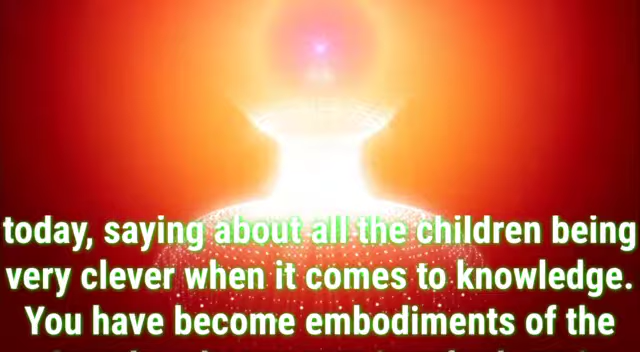 today, saying about all the children being
very clever when it comes to knowledge.
You have become embodiments of the